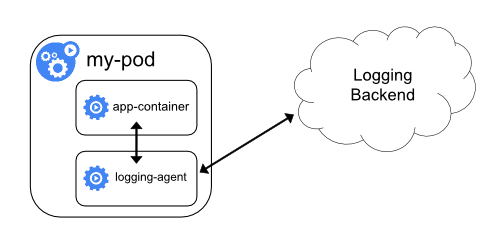 my-pod
app-container
logging-agent
Logging
Backend